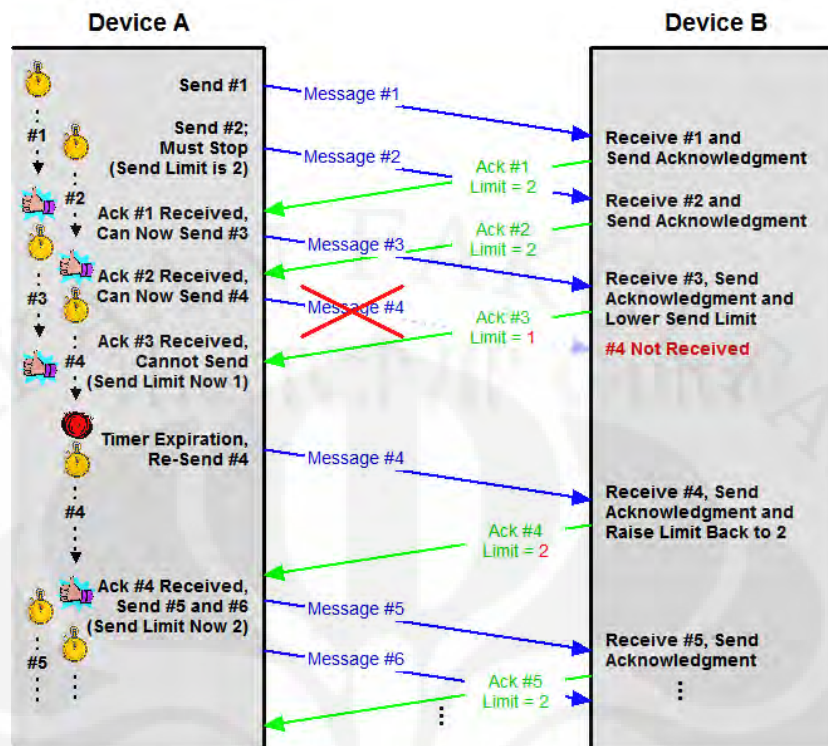 Device A
Device B
Send #1
Message #1
#1
Send #2;
Must Stop
(Send Limit is 2)
Message #2
Receive #1 and
Send Acknowledgment
Ack #1
Limit = 2
#2
Ack #1 Received,
Can Now Send #3
Receive #2 and
Send Acknowledgment
Message #3
Ack #2
Limit = 2
#3
Ack #2 Received,
Can Now Send #4
Message #4
Receive #3, Send
Acknowledgment and
Lower Send Limit
Ack #3
Limit = 1
#4
Ack #3 Received,
Cannot Send
(Send Limit Now 1)
#4 Not Received
Timer Expiration,
Re-Send #4
Message #4
#4
Receive #4, Send
Acknowledgment and
Raise Limit Back to 2
Ack #4
Limit = 2
Ack #4 Received,
Send #5 and #6
(Send Limit Now 2)
Message #5
#5
Message #6
Receive #5, Send
Acknowledgment
Ack #5
Limit = 2